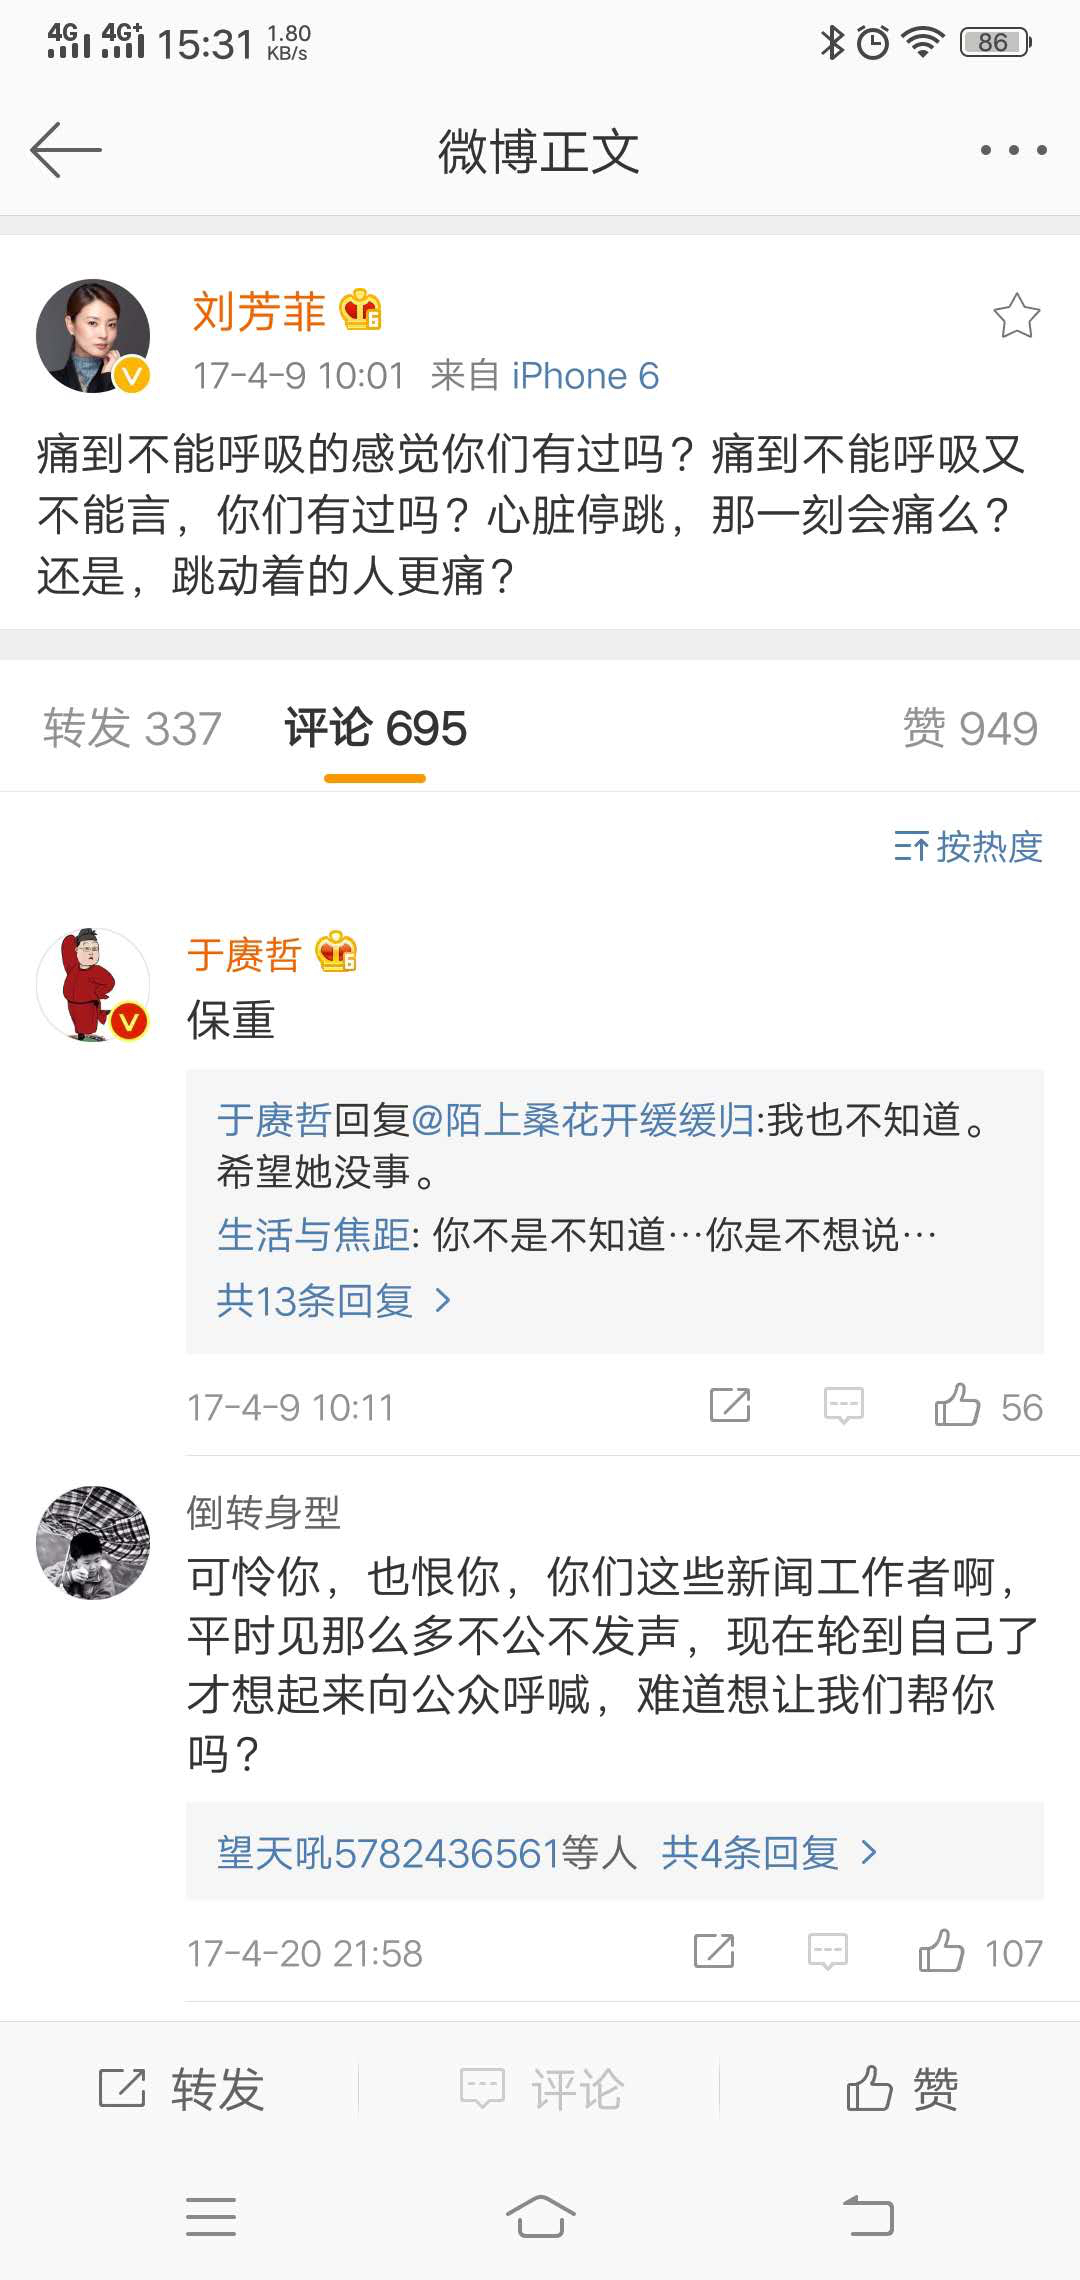 4G 4G+ 15:31 1.80 KB/s 86
微博正文
刘芳菲 6
17-4-9 10:01 来自 iPhone 6
痛到不能呼吸的感觉你们有过吗？痛到不能呼吸又
不能言，你们有过吗？心脏停跳，那一刻会痛么？
还是，跳动着的人更痛？
转发 337 评论 695 赞 949
按热度
于赓哲 6
保重
于赓哲回复@陌上桑花开缓缓归:我也不知道。
希望她没事。
生活与焦距: 你不是不知道…你是不想说…
共13条回复 >
17-4-9 10:11 56
倒转身型
可怜你，也恨你，你们这些新闻工作者啊，
平时见那么多不公不发声，现在轮到自己了
才想起来向公众呼喊，难道想让我们帮你
吗？
望天吼5782436561等人 共4条回复 >
17-4-20 21:58 107
转发 评论 赞